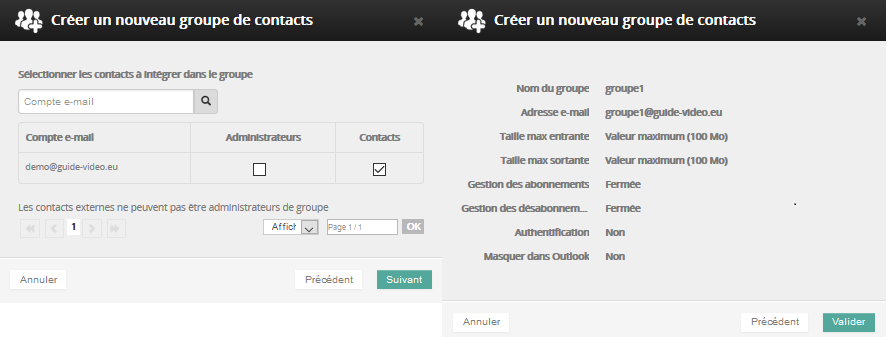 Créer un nouveau groupe de contacts
Sélectionner les contacts à intégrer dans le groupe
Compte e-mail
Compte e-mail Administrateurs Contacts
demo@guide-video.eu
Les contacts externes ne peuvent pas être administrateurs de groupe
1 Affich Page 1 / 1 OK
Annuler Précédent Suivant
Créer un nouveau groupe de contacts
Nom du groupe groupe1
Adresse e-mail groupe1@guide-video.eu
Taille max entrante Valeur maximum (100 Mo)
Taille max sortante Valeur maximum (100 Mo)
Gestion des abonnements Fermée
Gestion des désabonnem... Fermée
Authentification Non
Masquer dans Outlook Non
Annuler Précédent Valider